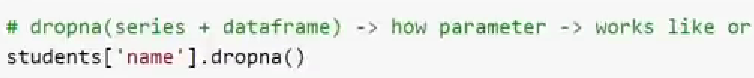 # dropna(series + dataframe) -> how parameter -> works like or
students['name'].dropna()